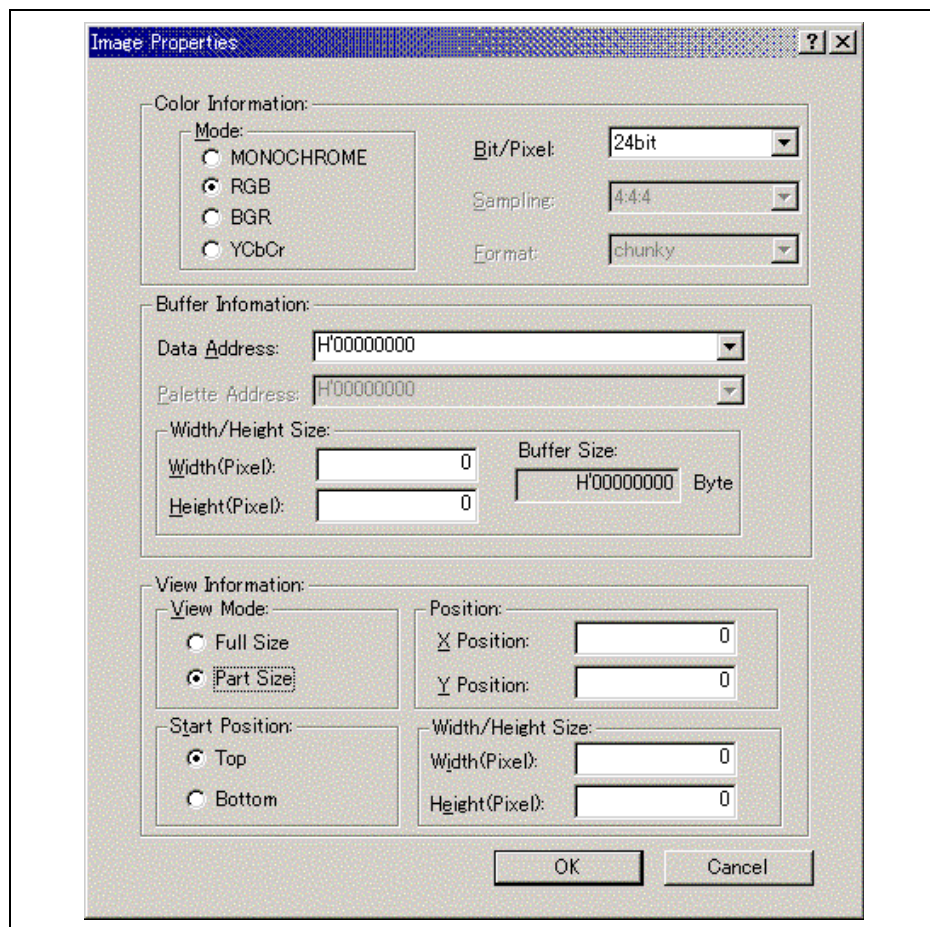 Image Properties
Color Information:
Mode:
MONOCHROME
RGB
BGR
YCbCr
Bit/Pixel: 24bit
Sampling: 4:4:4
Format: chunky
Buffer Infomation:
Data Address: H'00000000
Palette Address: H'00000000
Width/Height Size:
Width(Pixel): 0
Height(Pixel): 0
Buffer Size:
H'00000000 Byte
View Information:
View Mode:
Full Size
Part Size
Position:
X Position: 0
Y Position: 0
Start Position:
Top
Bottom
Width/Height Size:
Width(Pixel): 0
Height(Pixel): 0
OK
Cancel